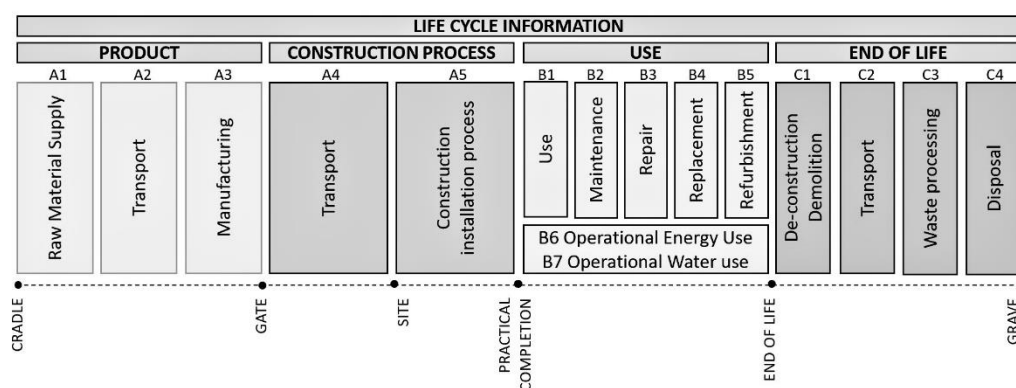 LIFE CYCLE INFORMATION
PRODUCT
CONSTRUCTION PROCESS
USE
END OF LIFE
A1
A2
A3
A4
A5
B1
B2
B3
B4
B5
C1
C2
C3
C4
Raw Material Supply
Transport
Manufacturing
Transport
Construction
installation process
Use
Maintenance
Repair
Replacement
Refurbishment
B6 Operational Energy Use
B7 Operational Water use
De-construction
Demolition
Transport
Waste processing
Disposal
CRADLE
GATE
SITE
PRACTICAL
COMPLETION
END OF LIFE
GRAVE